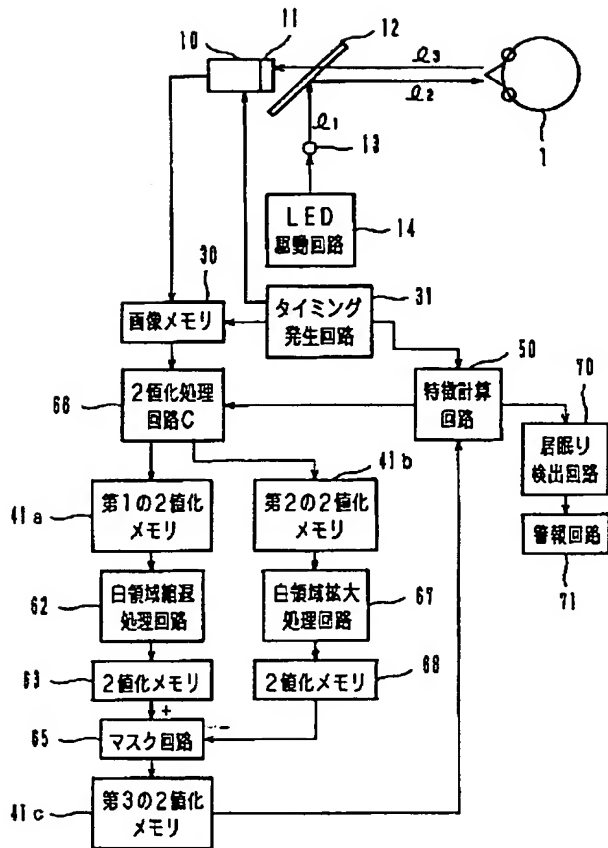 10
11
12
ℓ3
ℓ2
ℓ1
13
1
LED
駆動回路
14
30
31
画像メモリ
タイミング
発生回路
50
66
2値化処理
回路C
特徴計算
回路
70
居眠り
検出回路
41a
41b
第1の2値化
メモリ
第2の2値化
メモリ
警報回路
71
62
白領域縮退
処理回路
白領域拡大
処理回路
67
63
2値化メモリ
2値化メモリ
68
+
−
65
マスク回路
41c
第3の2値化
メモリ